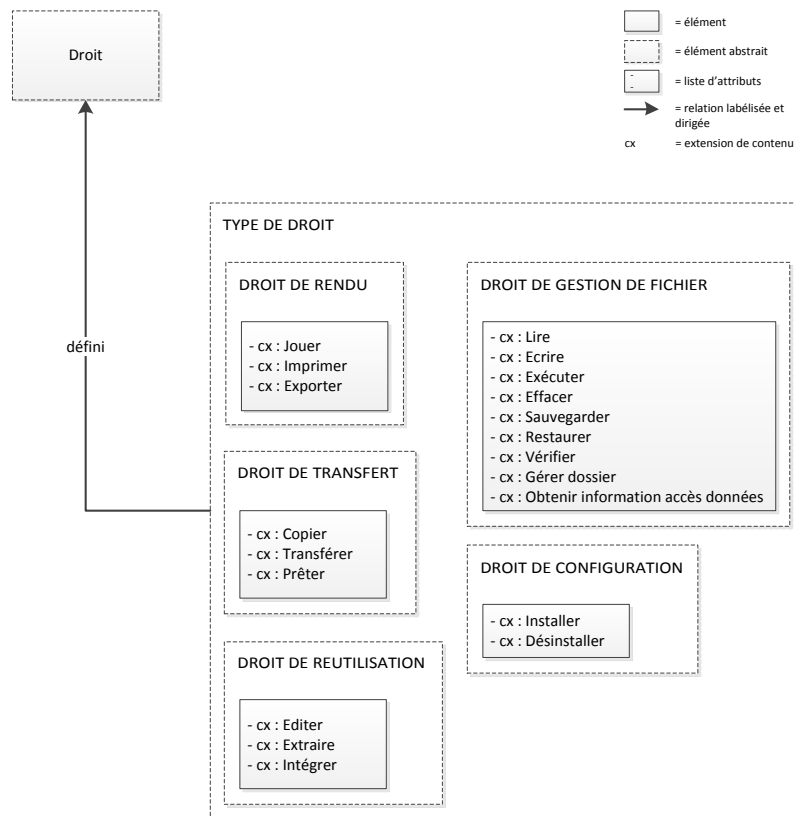 Droit
= élément
= élément abstrait
-
-
= liste d'attributs
= relation labélisée et
dirigée
cx = extension de contenu
défini
TYPE DE DROIT
DROIT DE RENDU
- cx : Jouer
- cx : Imprimer
- cx : Exporter
DROIT DE TRANSFERT
- cx : Copier
- cx : Transférer
- cx : Prêter
DROIT DE REUTILISATION
- cx : Editer
- cx : Extraire
- cx : Intégrer
DROIT DE GESTION DE FICHIER
- cx : Lire
- cx : Ecrire
- cx : Exécuter
- cx : Effacer
- cx : Sauvegarder
- cx : Restaurer
- cx : Vérifier
- cx : Gérer dossier
- cx : Obtenir information accès données
DROIT DE CONFIGURATION
- cx : Installer
- cx : Désinstaller